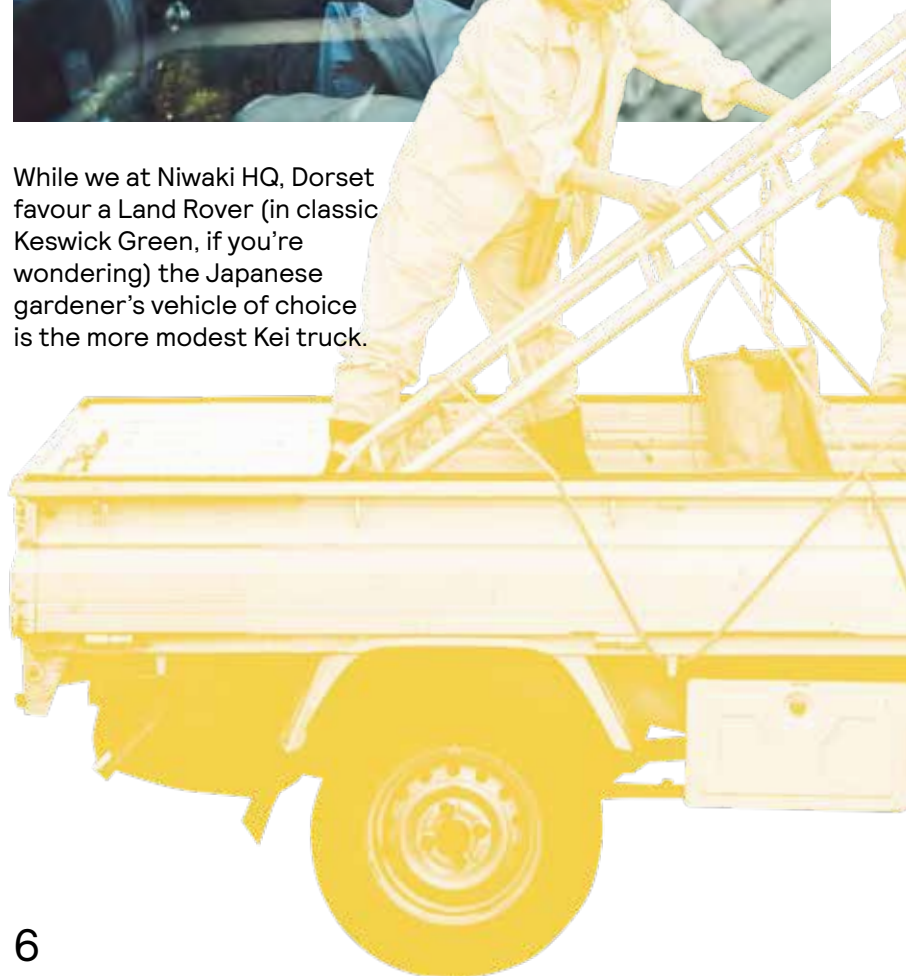 While we at Niwaki HQ, Dorset
favour a Land Rover (in classic
Keswick Green, if you’re
wondering) the Japanese
gardener’s vehicle of choice
is the more modest Kei truck.
6